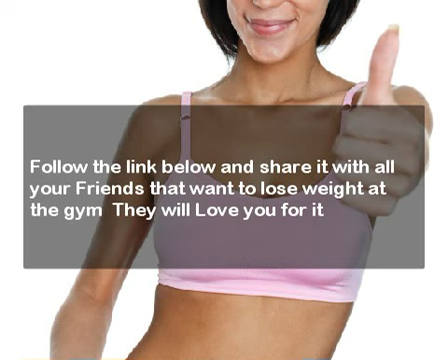 Follow the link below and share it with all
your Friends that want to lose weight at
the gym  They will Love you for it